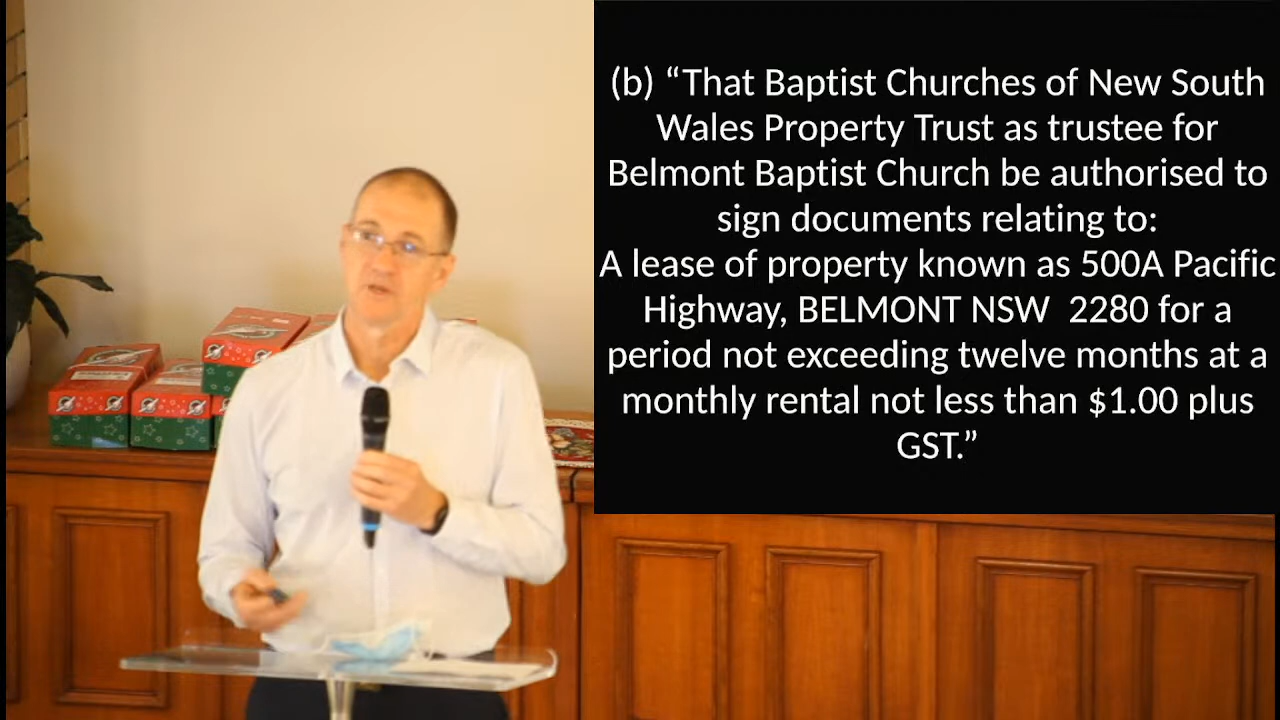 (b) “That Baptist Churches of New South
Wales Property Trust as trustee for
Belmont Baptist Church be authorised to
sign documents relating to:
A lease of property known as 500A Pacific
Highway, BELMONT NSW  2280 for a
period not exceeding twelve months at a
monthly rental not less than $1.00 plus
GST.”